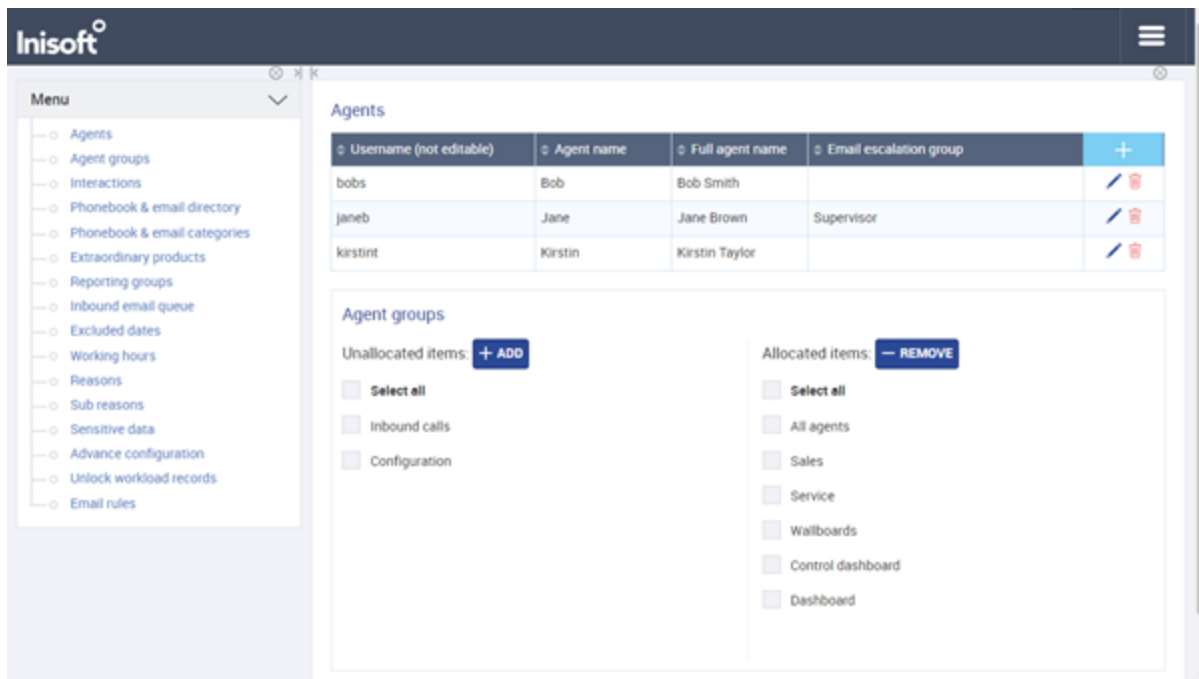 Inisoft
Menu
Agents
Agent groups
Interactions
Phonebook & email directory
Phonebook & email categories
Extraordinary products
Reporting groups
Inbound email queue
Excluded dates
Working hours
Reasons
Sub reasons
Sensitive data
Advance configuration
Unlock workload records
Email rules
Agents
Username (not editable) Agent name Full agent name Email escalation group +
bobs Bob Bob Smith
janeb Jane Jane Brown Supervisor
kirstint Kirstin Kirstin Taylor
Agent groups
Unallocated items: + ADD
Select all
Inbound calls
Configuration
Allocated items: — REMOVE
Select all
All agents
Sales
Service
Wallboards
Control dashboard
Dashboard